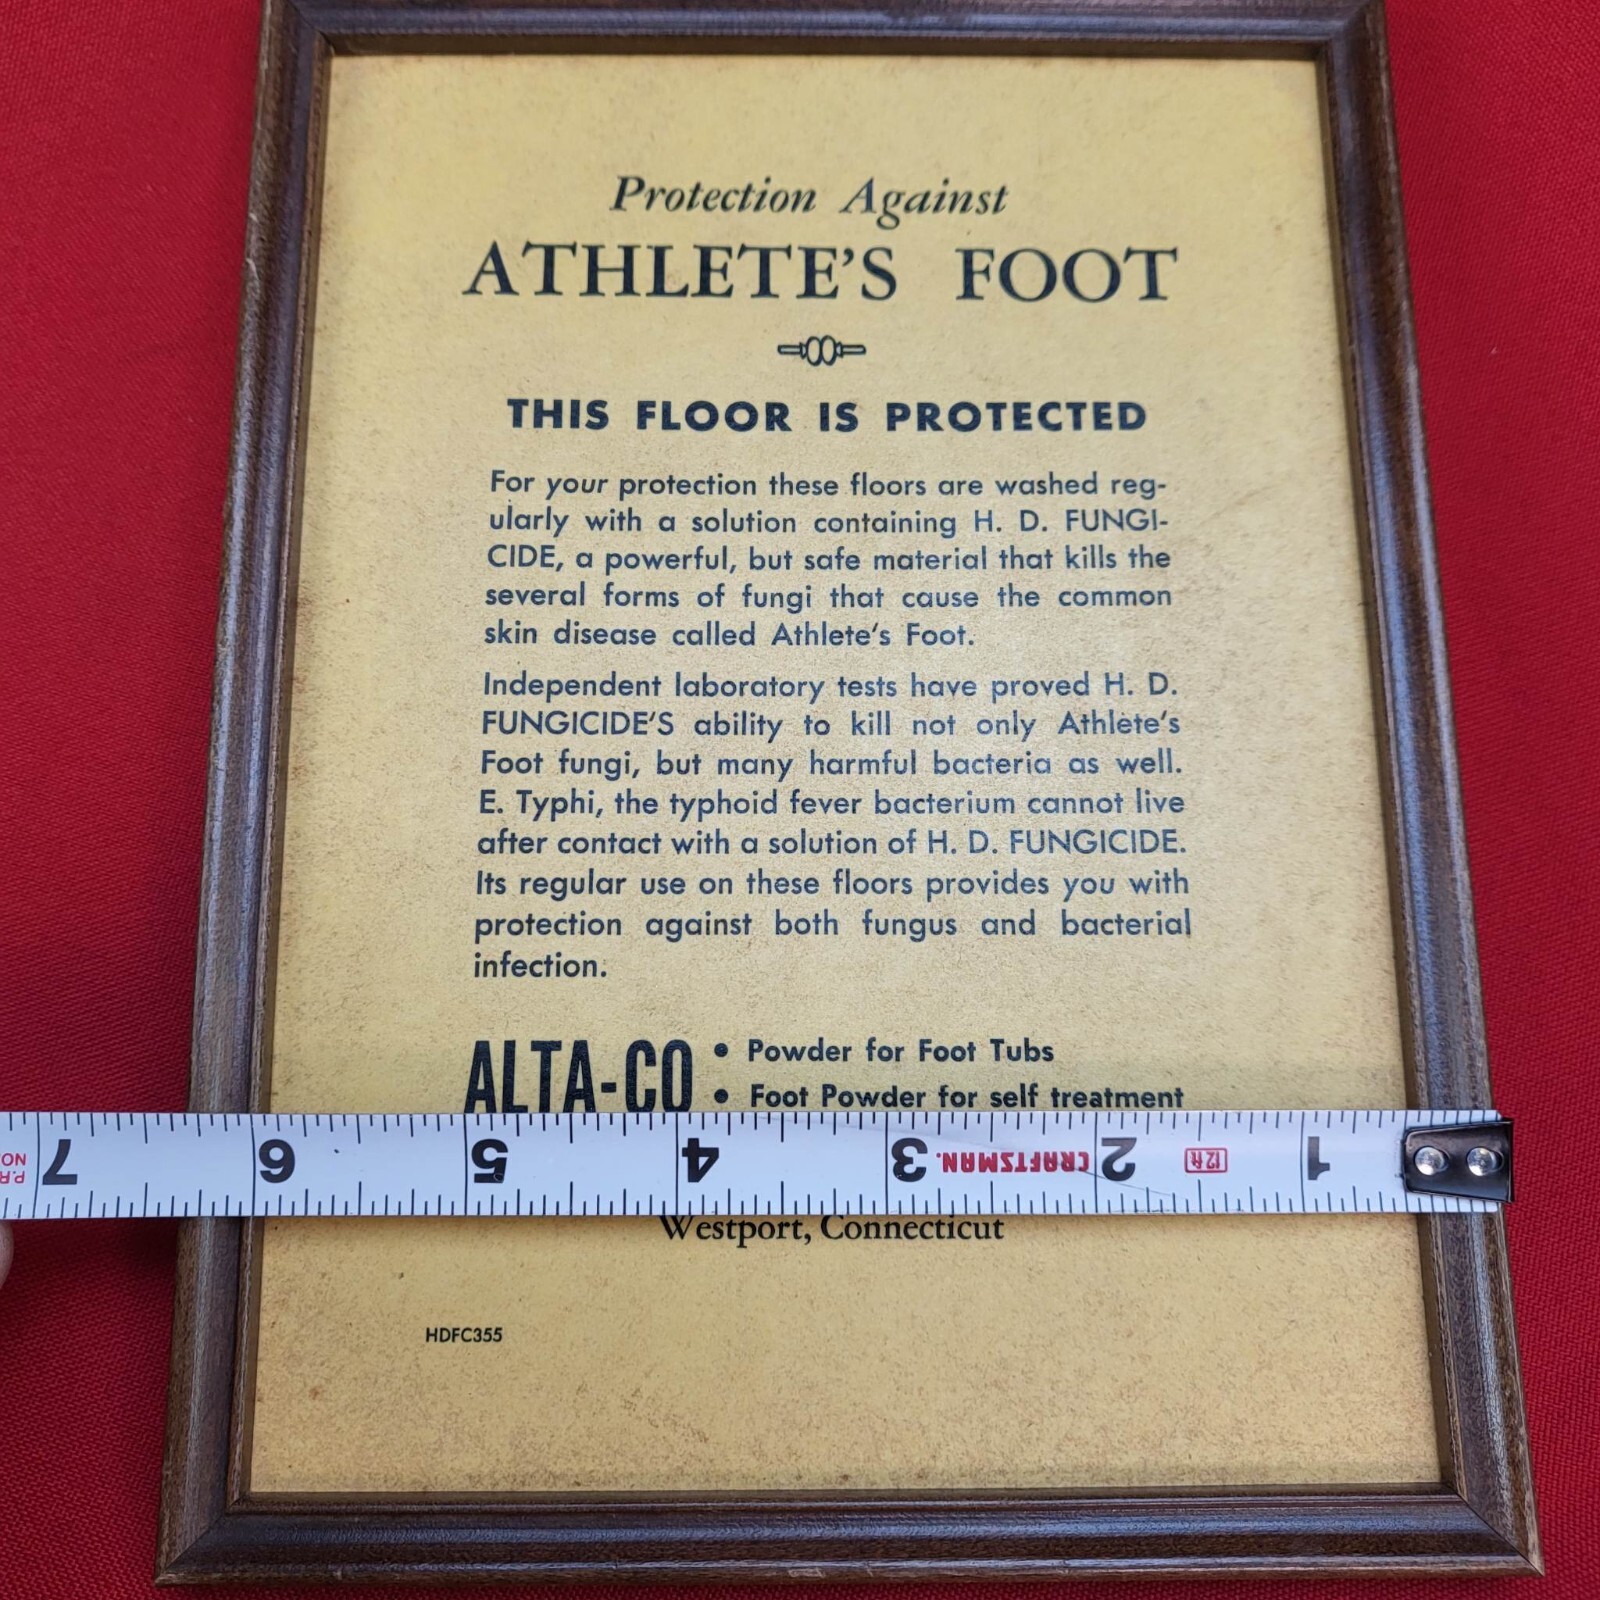 Protection Against
ATHLETE'S FOOT
THIS FLOOR IS PROTECTED
For your protection these floors are washed reg-
ularly with a solution containing H. D. FUNGI-
CIDE, a powerful, but safe material that kills the
several forms of fungi that cause the common
skin disease called Athlete's Foot.
Independent laboratory tests have proved H. D.
FUNGICIDE'S ability to kill not only Athlete's
Foot fungi, but many harmful bacteria as well.
E. Typhi, the typhoid fever bacterium cannot live
after contact with a solution of H. D. FUNGICIDE.
Its regular use on these floors provides you with
protection against both fungus and bacterial
infection.
ALTA-CO • Powder for Foot Tubs
• Foot Powder for self treatment
7 6 5 4 3 CRAFTSMAN. 2 12 ft 1
Westport, Connecticut
HDFC355